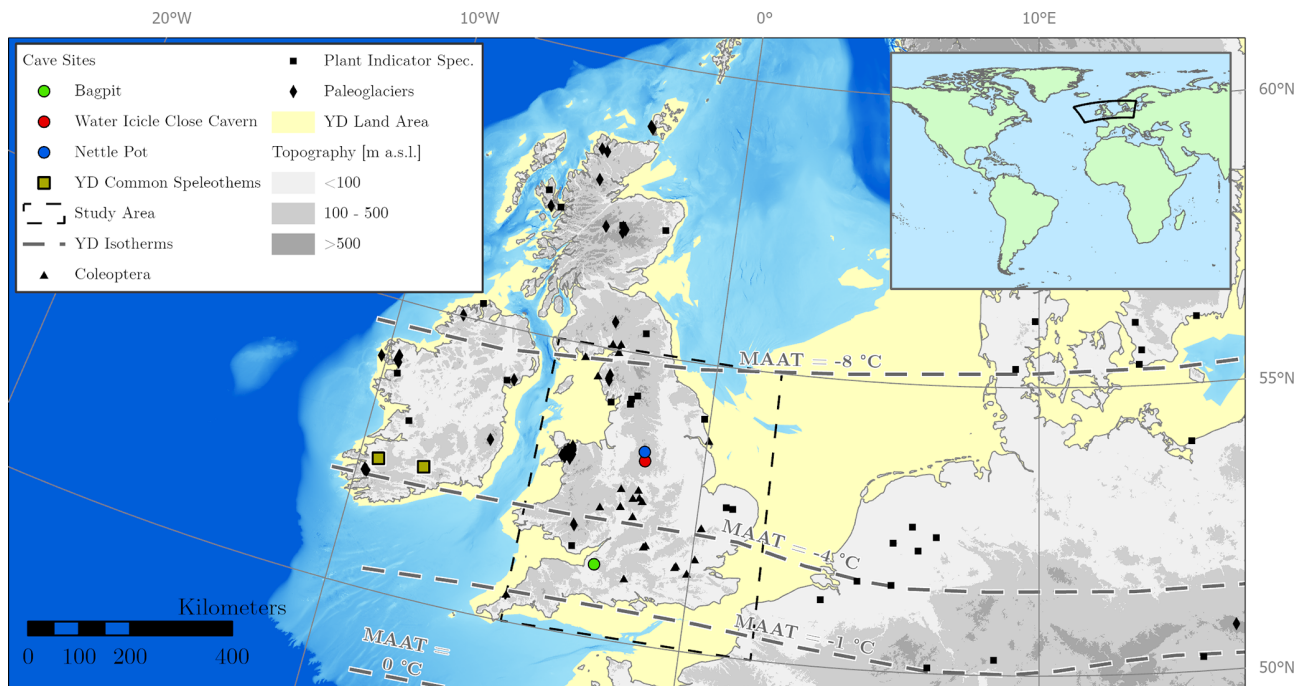 20°W
10°W
0°
10°E
Cave Sites
Bagpit
Water Icicle Close Cavern
Nettle Pot
YD Common Speleothems
Study Area
YD Isotherms
Coleoptera
Plant Indicator Spec.
Paleoglaciers
YD Land Area
Topography [m a.s.l.]
<100
100 - 500
>500
60°N
55°N
50°N
MAAT = -8 °C
MAAT = -4 °C
MAAT = -1 °C
MAAT =
0 °C
Kilometers
0 100 200 400